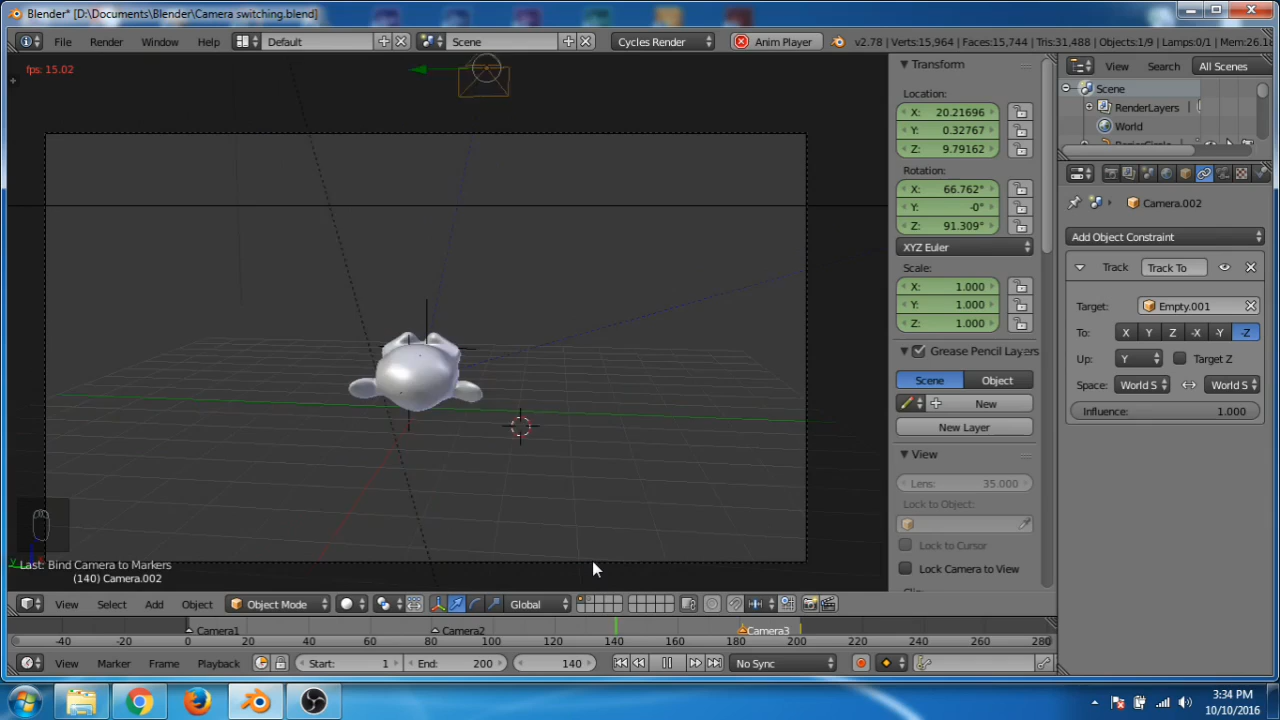 Blender* [D:\Documents\Blender\Camera switching.blend]
File Render Window Help Default Scene Cycles Render Anim Player v2.78 | Verts:15,964 | Faces:15,744 | Tris:31,488 | Objects:1/9 | Lamps:0/1 | Mem:26.1
fps: 15.02
Transform
Location:
X: 20.21696
Y: 0.32767
Z: 9.79162
Rotation:
X: 66.762°
Y: -0°
Z: 91.309°
XYZ Euler
Scale:
X: 1.000
Y: 1.000
Z: 1.000
Grease Pencil Layers
Scene Object
New
New Layer
View
Lens: 35.000
Lock to Object:
Lock to Cursor
Lock Camera to View
View Search All Scenes
Scene
RenderLayers
World
Camera.002
Add Object Constraint
Track Track To
Target: Empty.001
To: X Y Z -X -Y -Z
Up: Y Target Z
Space: World S World S
Influence: 1.000
Last: Bind Camera to Markers
(140) Camera.002
View Select Add Object Object Mode Global
Camera1 Camera2 Camera3
-40 -20 0 20 40 60 80 100 120 140 160 180 200 220 240 260 280
View Marker Frame Playback Start: 1 End: 200 140 No Sync
3:34 PM
10/10/2016